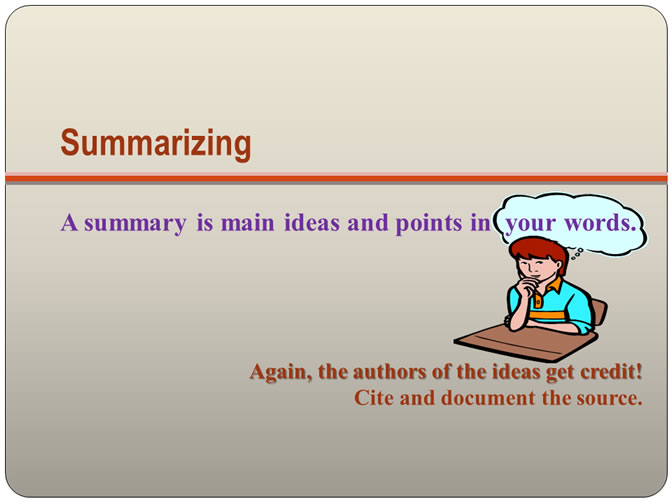 Summarizing
A summary is main ideas and points in your words.
Again, the authors of the ideas get credit!
Cite and document the source.